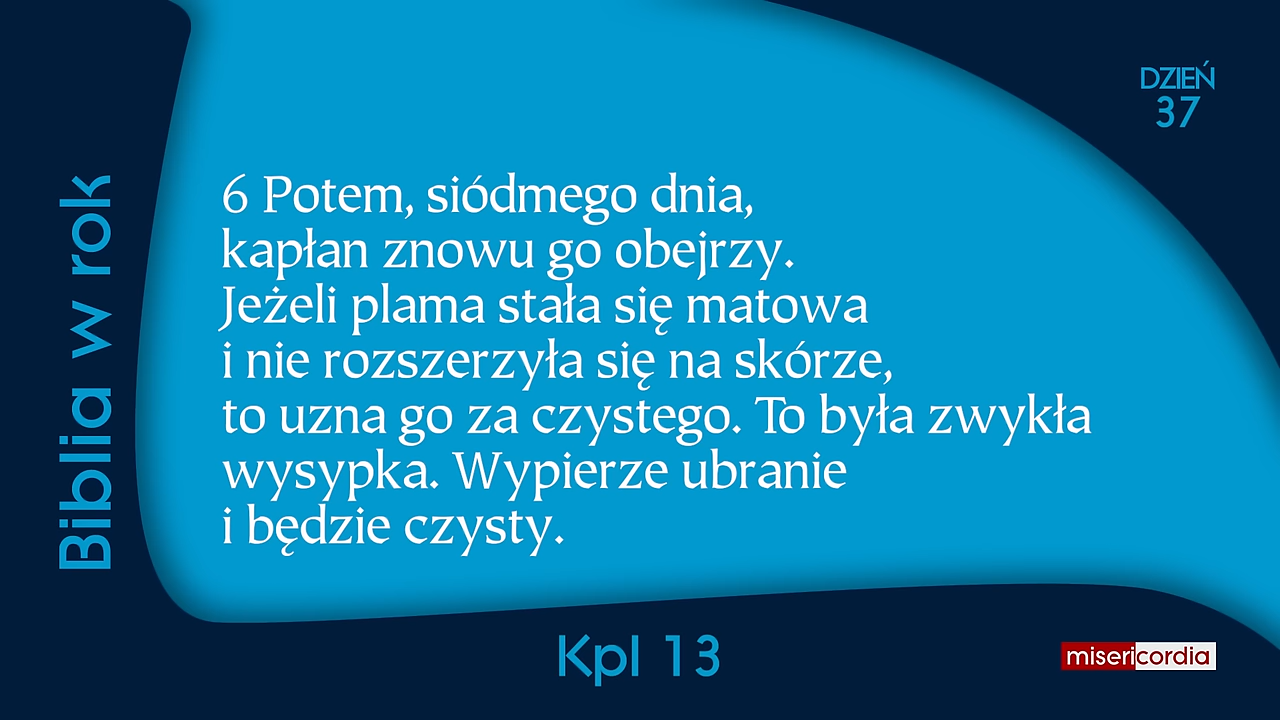 DZIEŃ
37
Biblia w rok
6 Potem, siódmego dnia,
kapłan znowu go obejrzy.
Jeżeli plama stała się matowa
i nie rozszerzyła się na skórze,
to uzna go za czystego. To była zwykła
wysypka. Wypierze ubranie
i będzie czysty.
Kpl 13
misericordia